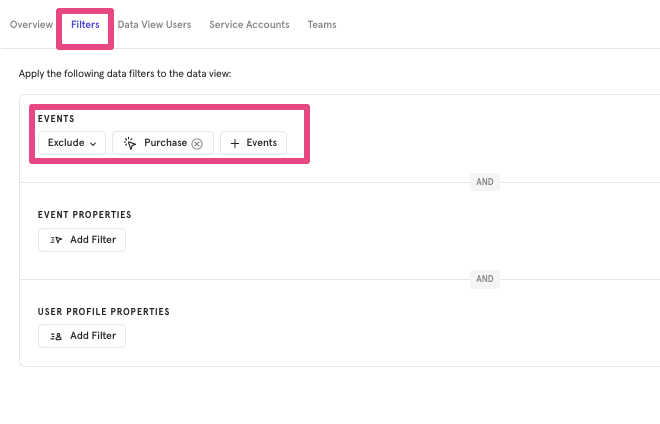 Overview Filters Data View Users Service Accounts Teams
Apply the following data filters to the data view:
EVENTS
Exclude Purchase + Events
AND
EVENT PROPERTIES
Add Filter
AND
USER PROFILE PROPERTIES
Add Filter